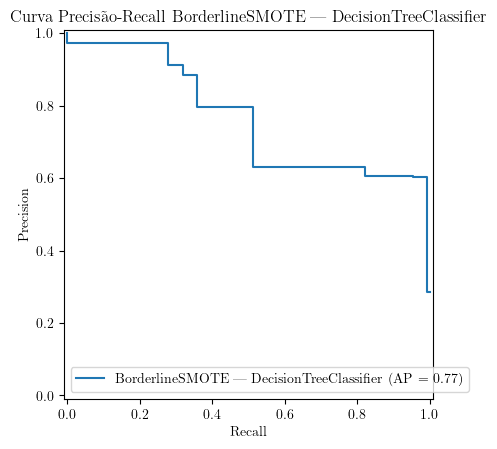 Curva Precisão-Recall BorderlineSMOTE — DecisionTreeClassifier
1.0
0.8
0.6
0.4
0.2
0.0
Precision
BorderlineSMOTE — DecisionTreeClassifier (AP = 0.77)
0.0 0.2 0.4 0.6 0.8 1.0
Recall